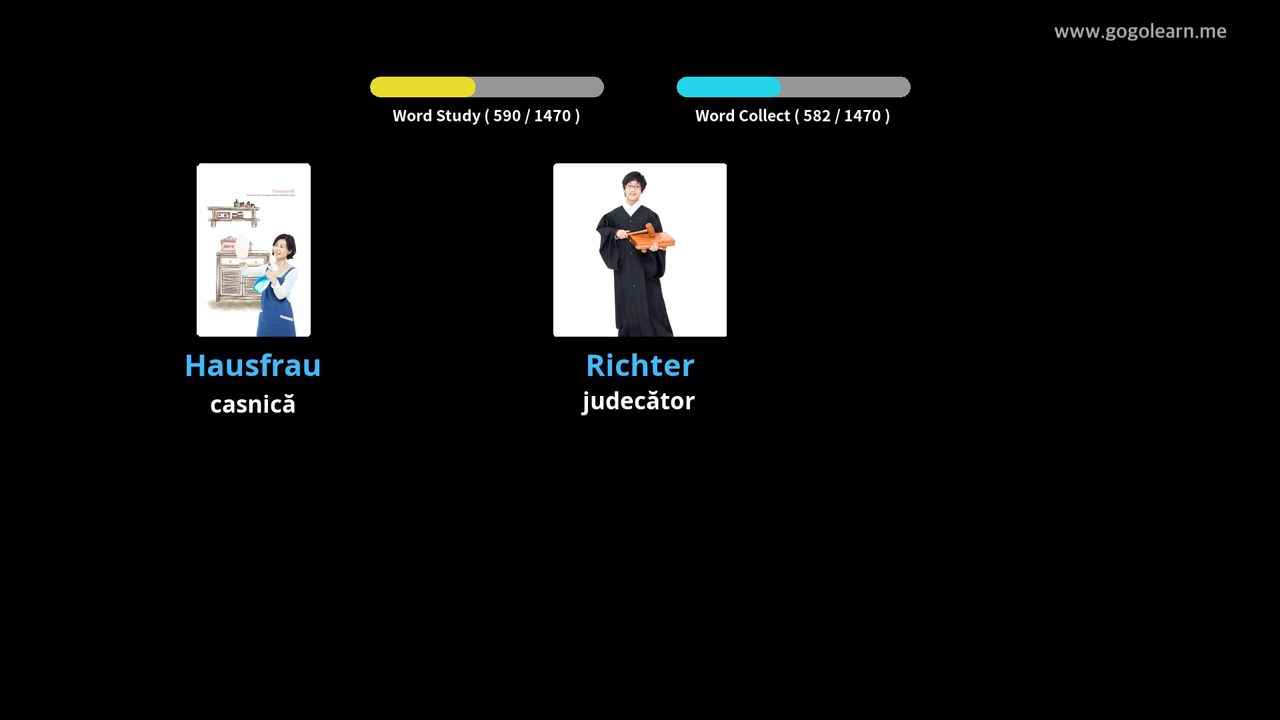 www.gogolearn.me
Word Study ( 590 / 1470 )
Word Collect ( 582 / 1470 )
Hausfrau
casnică
Richter
judecător